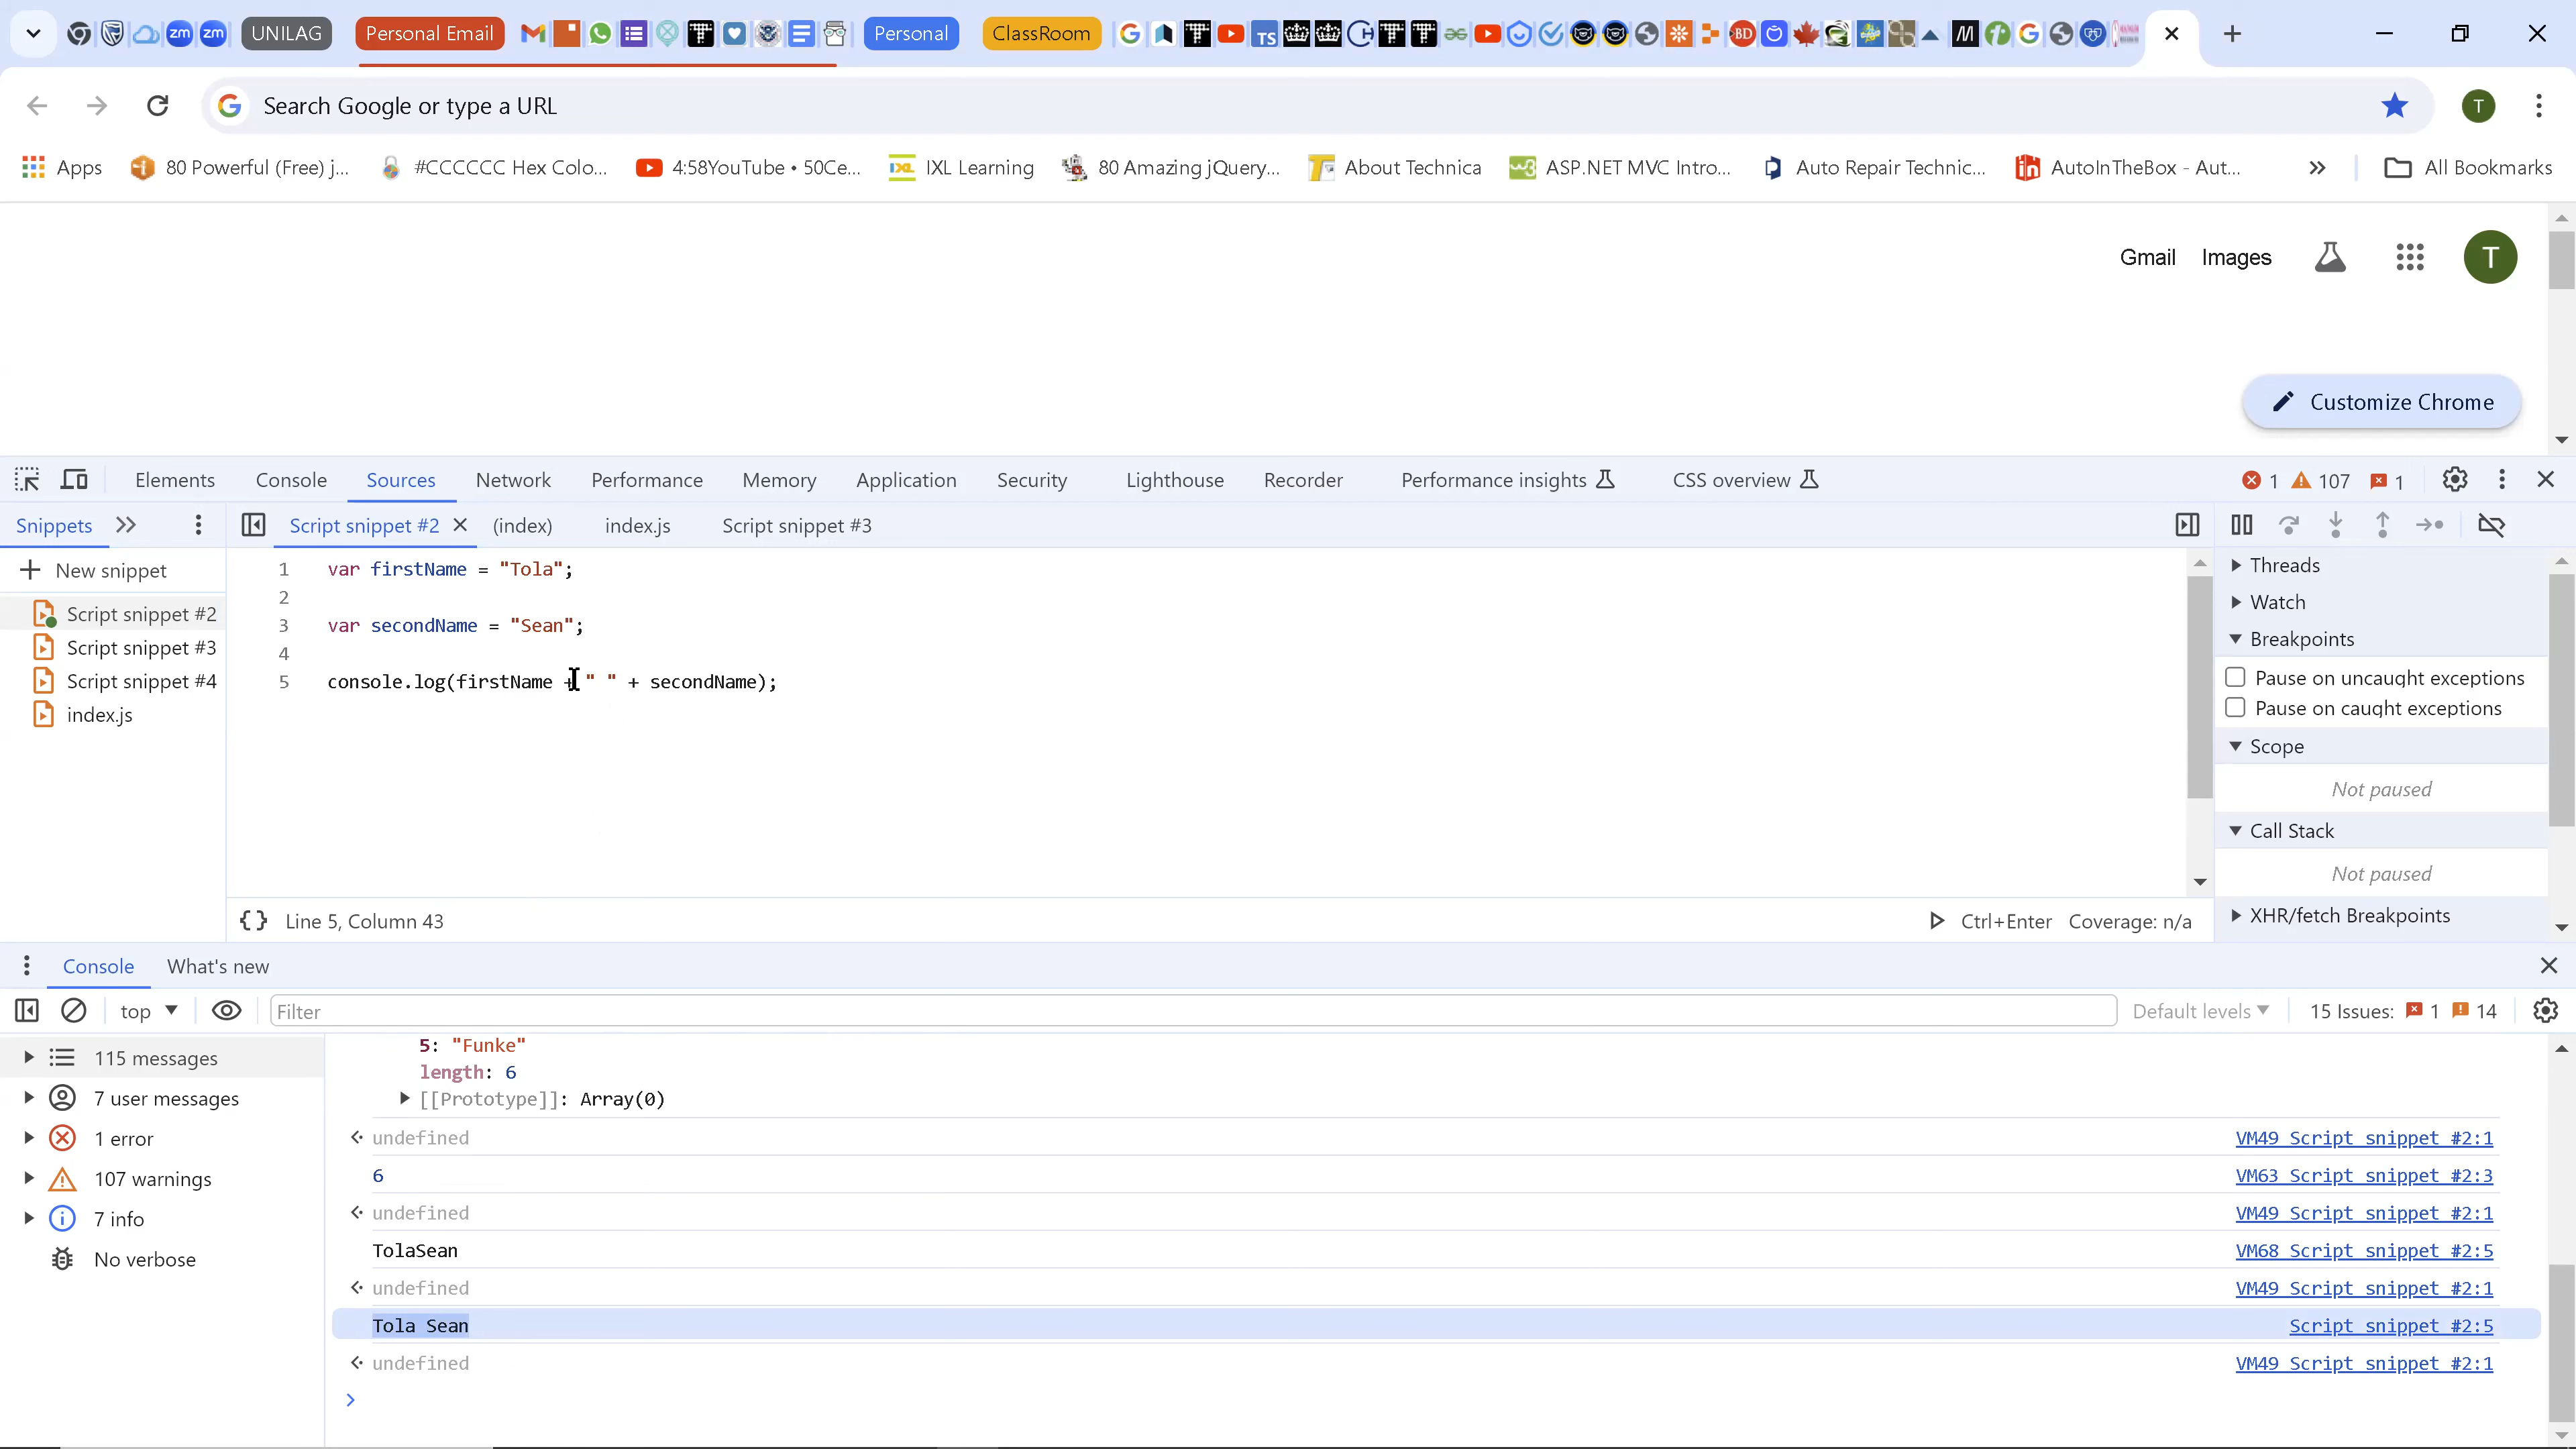 UNILAG Personal Email Personal ClassRoom
Search Google or type a URL
Apps 80 Powerful (Free) j... #CCCCCC Hex Colo... 4:58YouTube • 50Ce... IXL Learning 80 Amazing jQuery... About Technica ASP.NET MVC Intro... Auto Repair Technic... AutoInTheBox - Aut... All Bookmarks
Gmail Images T
Customize Chrome
Elements Console Sources Network Performance Memory Application Security Lighthouse Recorder Performance insights CSS overview 1 107 1
Snippets Script snippet #2 (index) index.js Script snippet #3
New snippet
Script snippet #2
Script snippet #3
Script snippet #4
index.js
1 var firstName = "Tola";
2
3 var secondName = "Sean";
4
5 console.log(firstName + " " + secondName);
{ } Line 5, Column 43 Ctrl+Enter Coverage: n/a
Threads
Watch
Breakpoints
Pause on uncaught exceptions
Pause on caught exceptions
Scope
Not paused
Call Stack
Not paused
XHR/fetch Breakpoints
Console What's new
top Filter Default levels 15 Issues: 1 14
115 messages
7 user messages
1 error
107 warnings
7 info
No verbose
5: "Funke"
length: 6
[[Prototype]]: Array(0)
undefined VM49 Script snippet #2:1
6 VM63 Script snippet #2:3
undefined VM49 Script snippet #2:1
TolaSean VM68 Script snippet #2:5
undefined VM49 Script snippet #2:1
Tola Sean Script snippet #2:5
undefined VM49 Script snippet #2:1